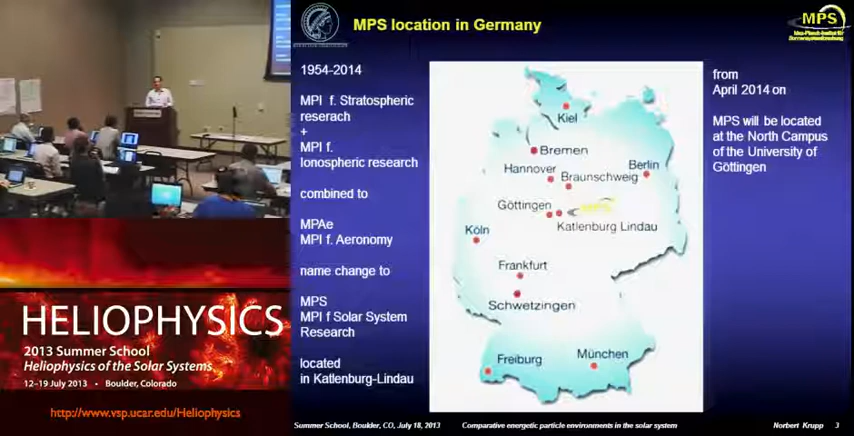 MPS location in Germany
MPS
Max-Planck-Institut für
Sonnensystemforschung
1954-2014
MPI f. Stratospheric
reserach
+
MPI f.
Ionospheric research
combined to
MPAe
MPI f. Aeronomy
name change to
MPS
MPI f Solar System
Research
located
in Katlenburg-Lindau
Kiel
Bremen
Hannover
Berlin
Braunschweig
Göttingen
Katlenburg Lindau
Köln
Frankfurt
Schwetzingen
Freiburg
München
from
April 2014 on
MPS will be located
at the North Campus
of the University of
Göttingen
HELIOPHYSICS
2013 Summer School
Heliophysics of the Solar Systems
12–19 July 2013 • Boulder, Colorado
http://www.vsp.ucar.edu/Heliophysics
Summer School, Boulder, CO, July 18, 2013
Comparative energetic particle environments in the solar system
Norbert Krupp 3